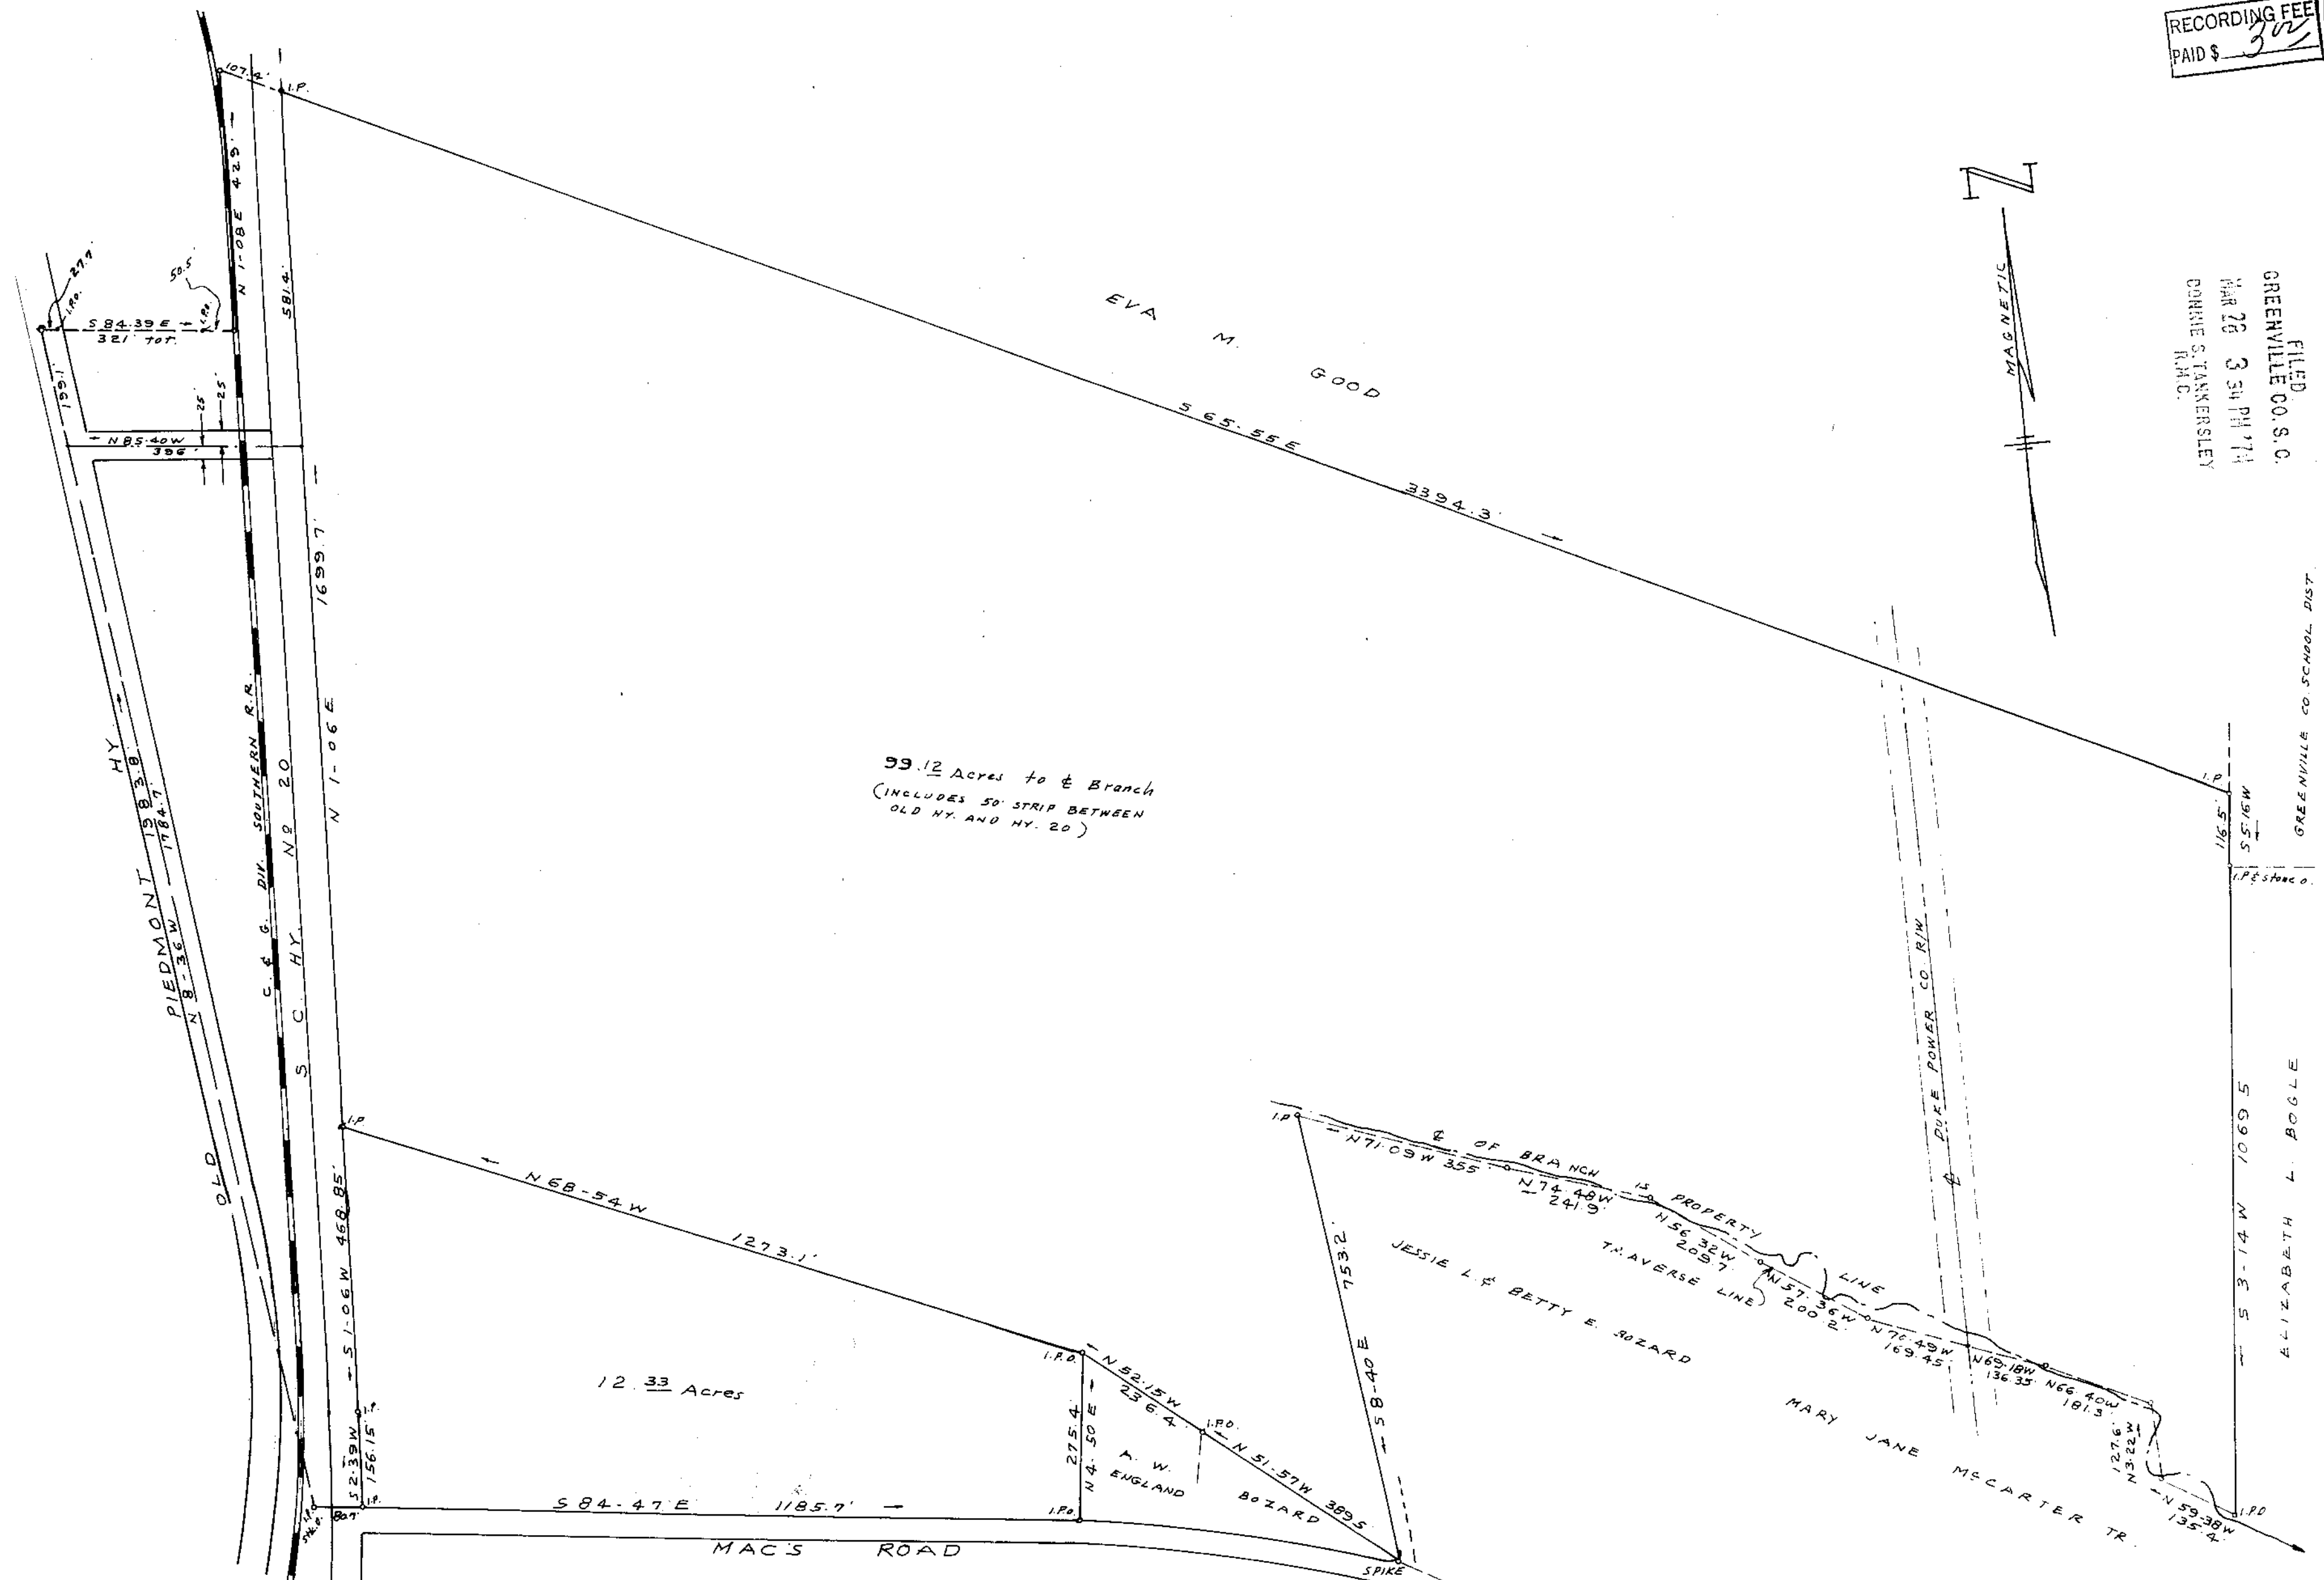 RECORDING FEE
PAID $
FILED
GREENVILLE CO. S. C.
CONNIE S. TANKERSLEY
R.M.C.
MAGNETIC
N
107.4'
I.P.
N 1-08 E 429'
581.4'
27.7'
I.P.O.
50.5'
I.P.O.
S 84-39 E
321' TOT.
199.1'
25'
25'
N 85-40 W
396'
EVA M. GOOD
S 65-55 E 3394.3'
1699.7'
N 1-06 E
C. & G. DIV. SOUTHERN R.R.
S C HY. Nº 20
OLD PIEDMONT HY
1983.8'
N 8-36 W 1784.7'
99.12 Acres to ¢ Branch
(INCLUDES 50' STRIP BETWEEN
OLD HY. AND HY. 20)
GREENVILLE CO. SCHOOL DIST
I.P
116.5'
S 5-16 W
I.P & Stone O.
DUKE POWER CO. R/W
¢
S 3-14 W 1069.5
ELIZABETH L. BOGLE
I.P
468.85'
S 1-06 W
N 68-54 W 1273.1'
12.33 Acres
S 2-39 W
156.15'
I.P.
80.7'
S 84-47 E 1185.7'
I.P.O.
275.4'
N 4-50 E
I.P.O.
N 52-15 W
236.4'
I.P.O.
N 51-57 W 389.5
A. W.
ENGLAND
BOZARD
MAC'S ROAD
SPIKE
I.P
753.2'
S 8-40 E
¢ OF BRANCH IS PROPERTY LINE
N 71-09 W 355
N 74-48 W
241.9'
N 56-32 W
209.7'
TRAVERSE LINE
N 57-36 W
200.2'
N 76-49 W
169.45'
N 69-18 W
136.35'
N 66-40 W
181.3'
127.6'
N 3-22 W
N 59-38 W
135.4'
I.P.O
JESSIE L. & BETTY E. BOZARD
MARY JANE McCARTER TR.